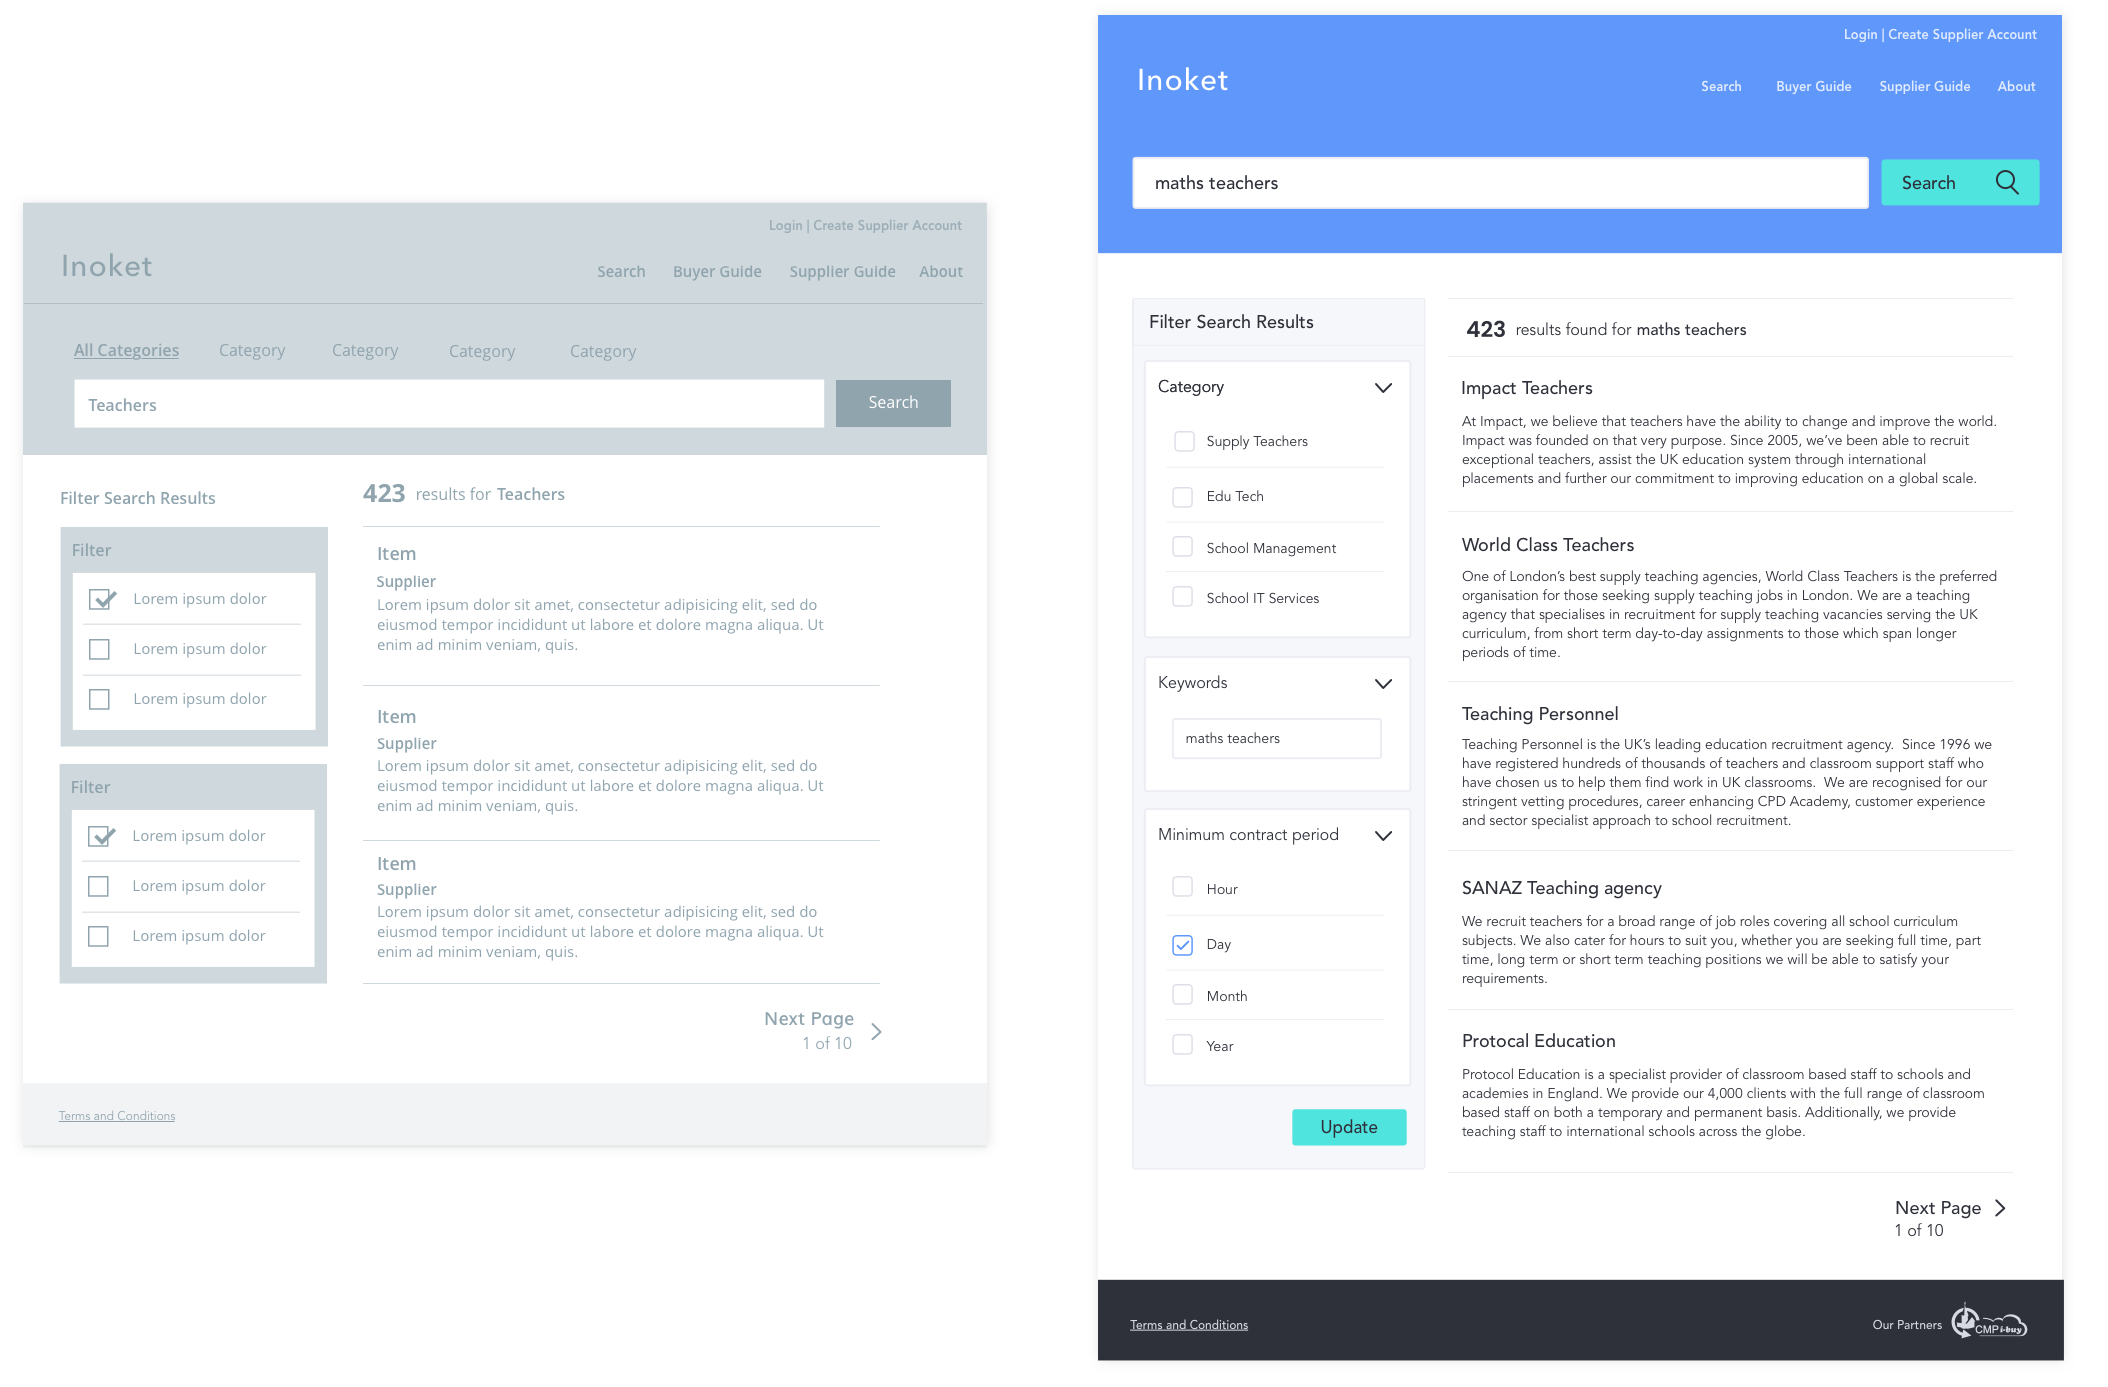 Login | Create Supplier Account
Inoket
Search Buyer Guide Supplier Guide About
All Categories Category Category Category Category
Teachers
Search
Filter Search Results
Filter
Lorem ipsum dolor
Lorem ipsum dolor
Lorem ipsum dolor
Filter
Lorem ipsum dolor
Lorem ipsum dolor
Lorem ipsum dolor
423 results for Teachers
Item
Supplier
Lorem ipsum dolor sit amet, consectetur adipisicing elit, sed do
eiusmod tempor incididunt ut labore et dolore magna aliqua. Ut
enim ad minim veniam, quis.
Item
Supplier
Lorem ipsum dolor sit amet, consectetur adipisicing elit, sed do
eiusmod tempor incididunt ut labore et dolore magna aliqua. Ut
enim ad minim veniam, quis.
Item
Supplier
Lorem ipsum dolor sit amet, consectetur adipisicing elit, sed do
eiusmod tempor incididunt ut labore et dolore magna aliqua. Ut
enim ad minim veniam, quis.
Next Page
1 of 10
Terms and Conditions
Login | Create Supplier Account
Inoket
Search Buyer Guide Supplier Guide About
maths teachers
Search
Filter Search Results
Category
Supply Teachers
Edu Tech
School Management
School IT Services
Keywords
maths teachers
Minimum contract period
Hour
Day
Month
Year
Update
423 results found for maths teachers
Impact Teachers
At Impact, we believe that teachers have the ability to change and improve the world.
Impact was founded on that very purpose. Since 2005, we've been able to recruit
exceptional teachers, assist the UK education system through international
placements and further our commitment to improving education on a global scale.
World Class Teachers
One of London's best supply teaching agencies, World Class Teachers is the preferred
organisation for those seeking supply teaching jobs in London. We are a teaching
agency that specialises in recruitment for supply teaching vacancies serving the UK
curriculum, from short term day-to-day assignments to those which span longer
periods of time.
Teaching Personnel
Teaching Personnel is the UK's leading education recruitment agency. Since 1996 we
have registered hundreds of thousands of teachers and classroom support staff who
have chosen us to help them find work in UK classrooms. We are recognised for our
stringent vetting procedures, career enhancing CPD Academy, customer experience
and sector specialist approach to school recruitment.
SANAZ Teaching agency
We recruit teachers for a broad range of job roles covering all school curriculum
subjects. We also cater for hours to suit you, whether you are seeking full time, part
time, long term or short term teaching positions we will be able to satisfy your
requirements.
Protocal Education
Protocol Education is a specialist provider of classroom based staff to schools and
academies in England. We provide our 4,000 clients with the full range of classroom
based staff on both a temporary and permanent basis. Additionally, we provide
teaching staff to international schools across the globe.
Next Page
1 of 10
Terms and Conditions
Our Partners
CMP i-buy